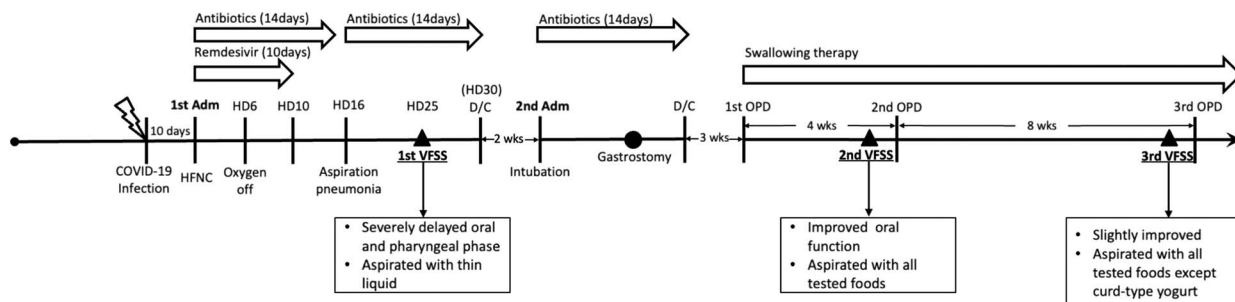 Antibiotics (14days)
Antibiotics (14days)
Antibiotics (14days)
Remdesivir (10days)
Swallowing therapy
(HD30)
1st Adm
HD6
HD10
HD16
HD25
D/C
2nd Adm
D/C
1st OPD
2nd OPD
3rd OPD
10 days
2 wks
3 wks
4 wks
8 wks
COVID-19
Infection
HFNC
Oxygen
off
Aspiration
pneumonia
1st VFSS
Intubation
Gastrostomy
2nd VFSS
3rd VFSS
• Severely delayed oral
and pharyngeal phase
• Aspirated with thin
liquid
• Improved oral
function
• Aspirated with all
tested foods
• Slightly improved
• Aspirated with all
tested foods except
curd-type yogurt